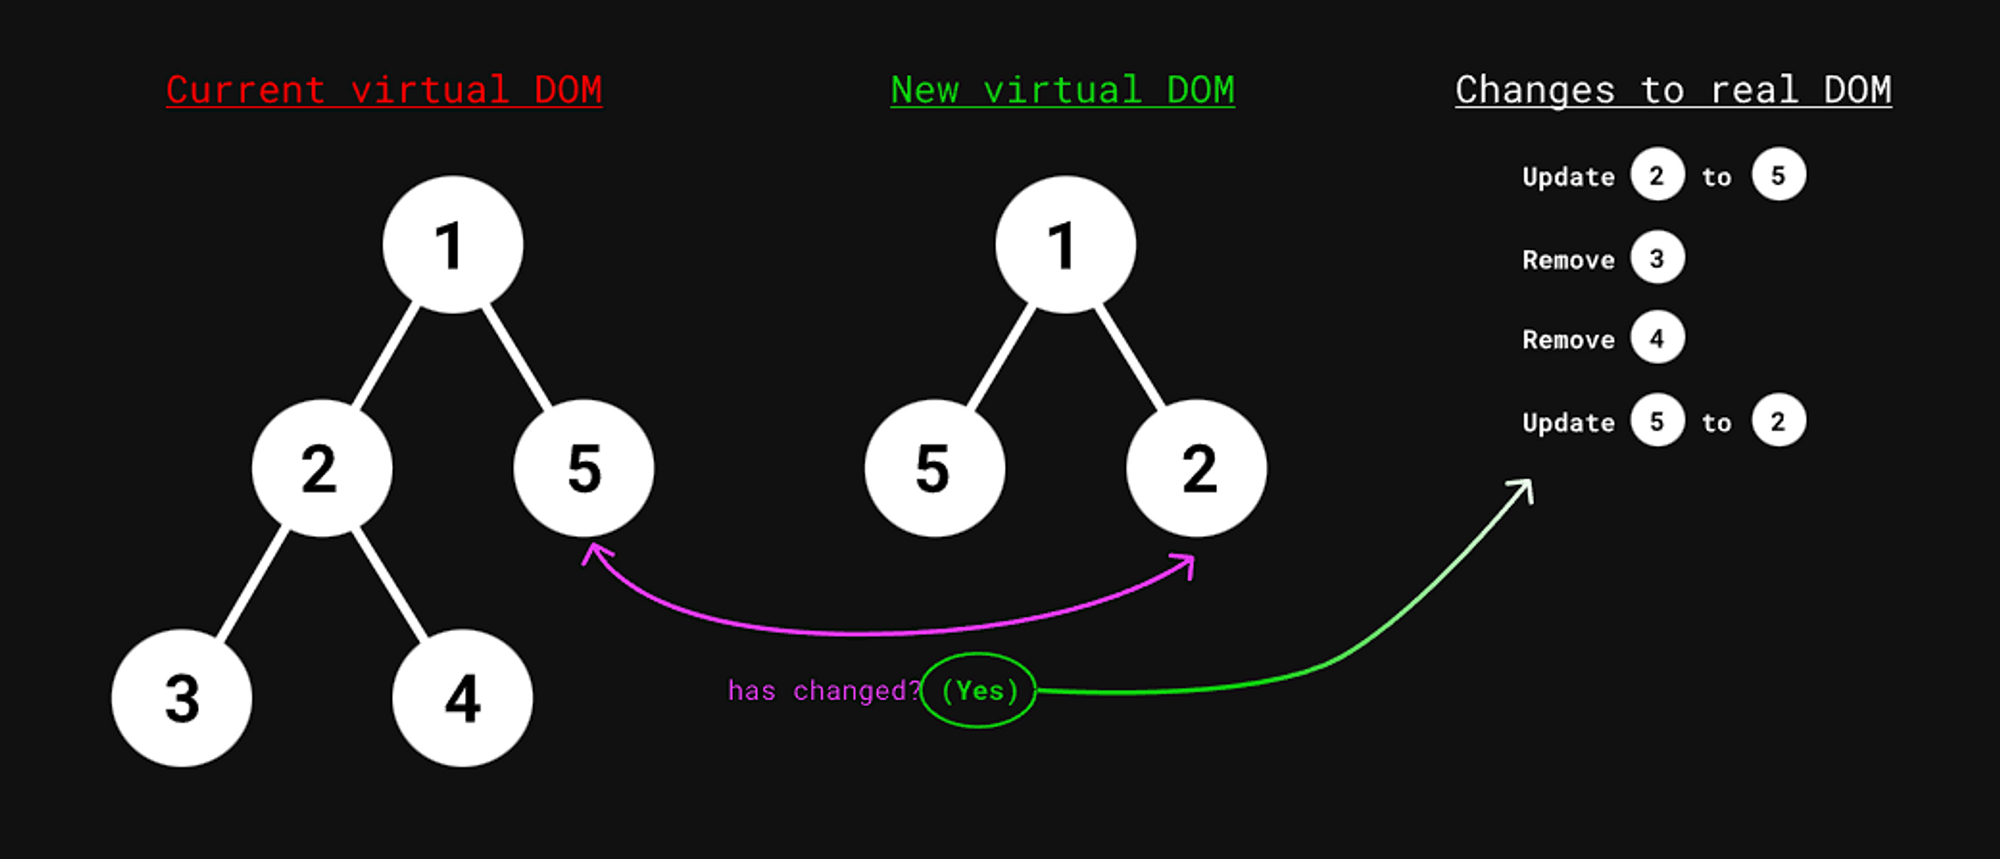 Current virtual DOM
1
2
5
3
4
New virtual DOM
1
5
2
has changed? (Yes)
Changes to real DOM
Update 2 to 5
Remove 3
Remove 4
Update 5 to 2